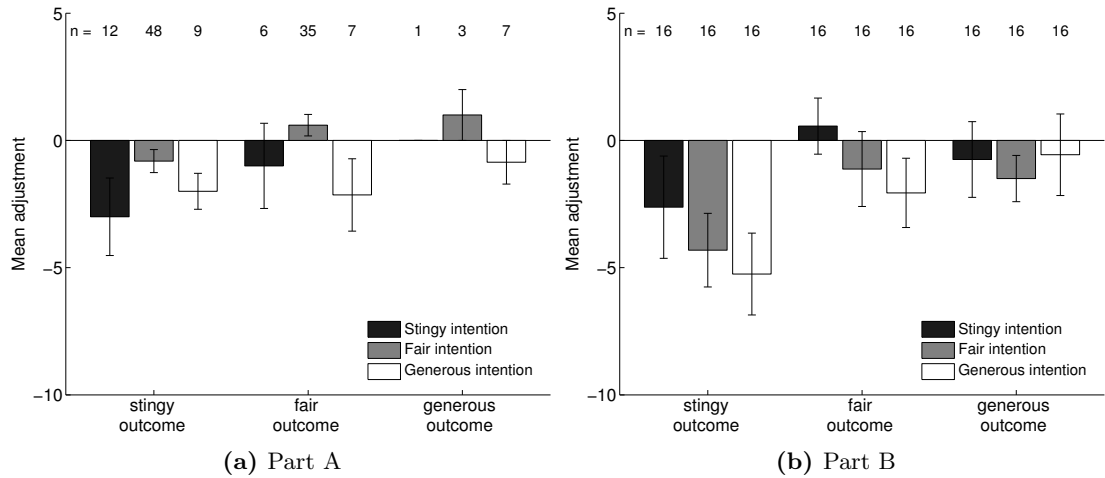 5
n = 12 48 9 6 35 7 1 3 7
0
−5
−10
Mean adjustment
Stingy intention
Fair intention
Generous intention
stingy outcome
fair outcome
generous outcome
(a) Part A
5
n = 16 16 16 16 16 16 16 16 16
0
−5
−10
Mean adjustment
Stingy intention
Fair intention
Generous intention
stingy outcome
fair outcome
generous outcome
(b) Part B